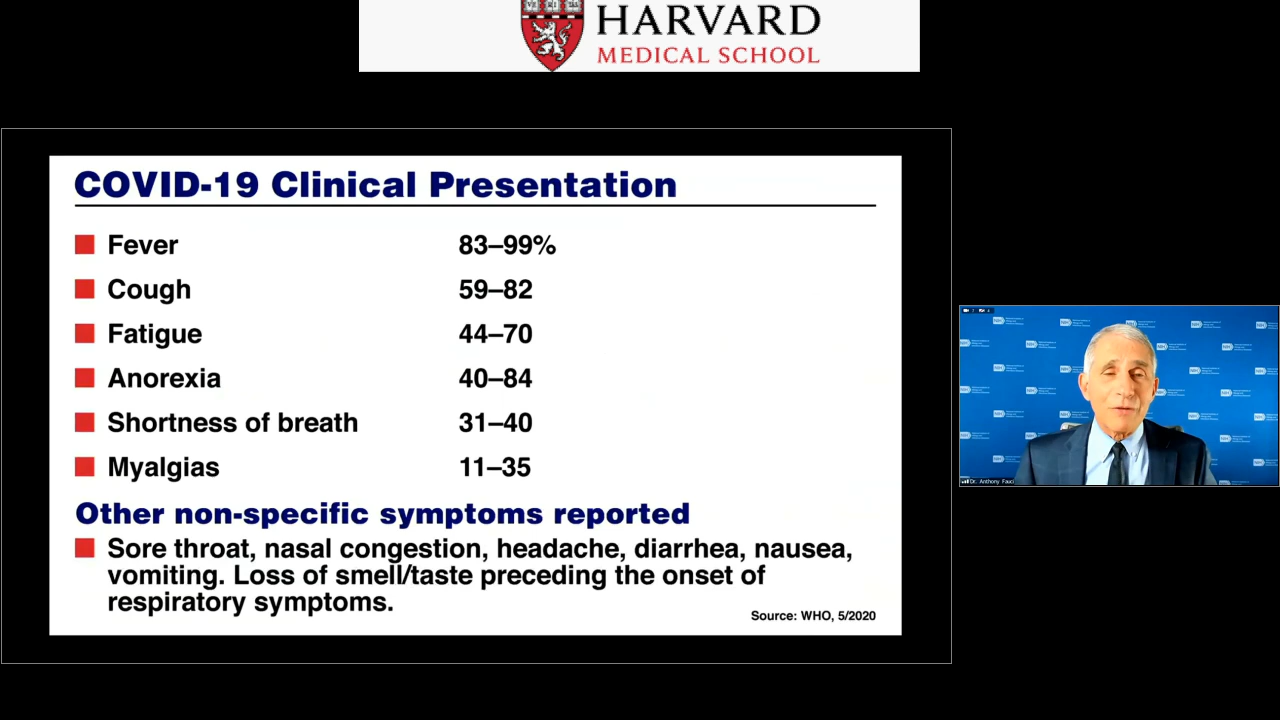 HARVARD
MEDICAL SCHOOL
COVID-19 Clinical Presentation
Fever 83–99%
Cough 59–82
Fatigue 44–70
Anorexia 40–84
Shortness of breath 31–40
Myalgias 11–35
Other non-specific symptoms reported
Sore throat, nasal congestion, headache, diarrhea, nausea,
vomiting. Loss of smell/taste preceding the onset of
respiratory symptoms.
Source: WHO, 5/2020
NIH
Dr. Anthony Fauci